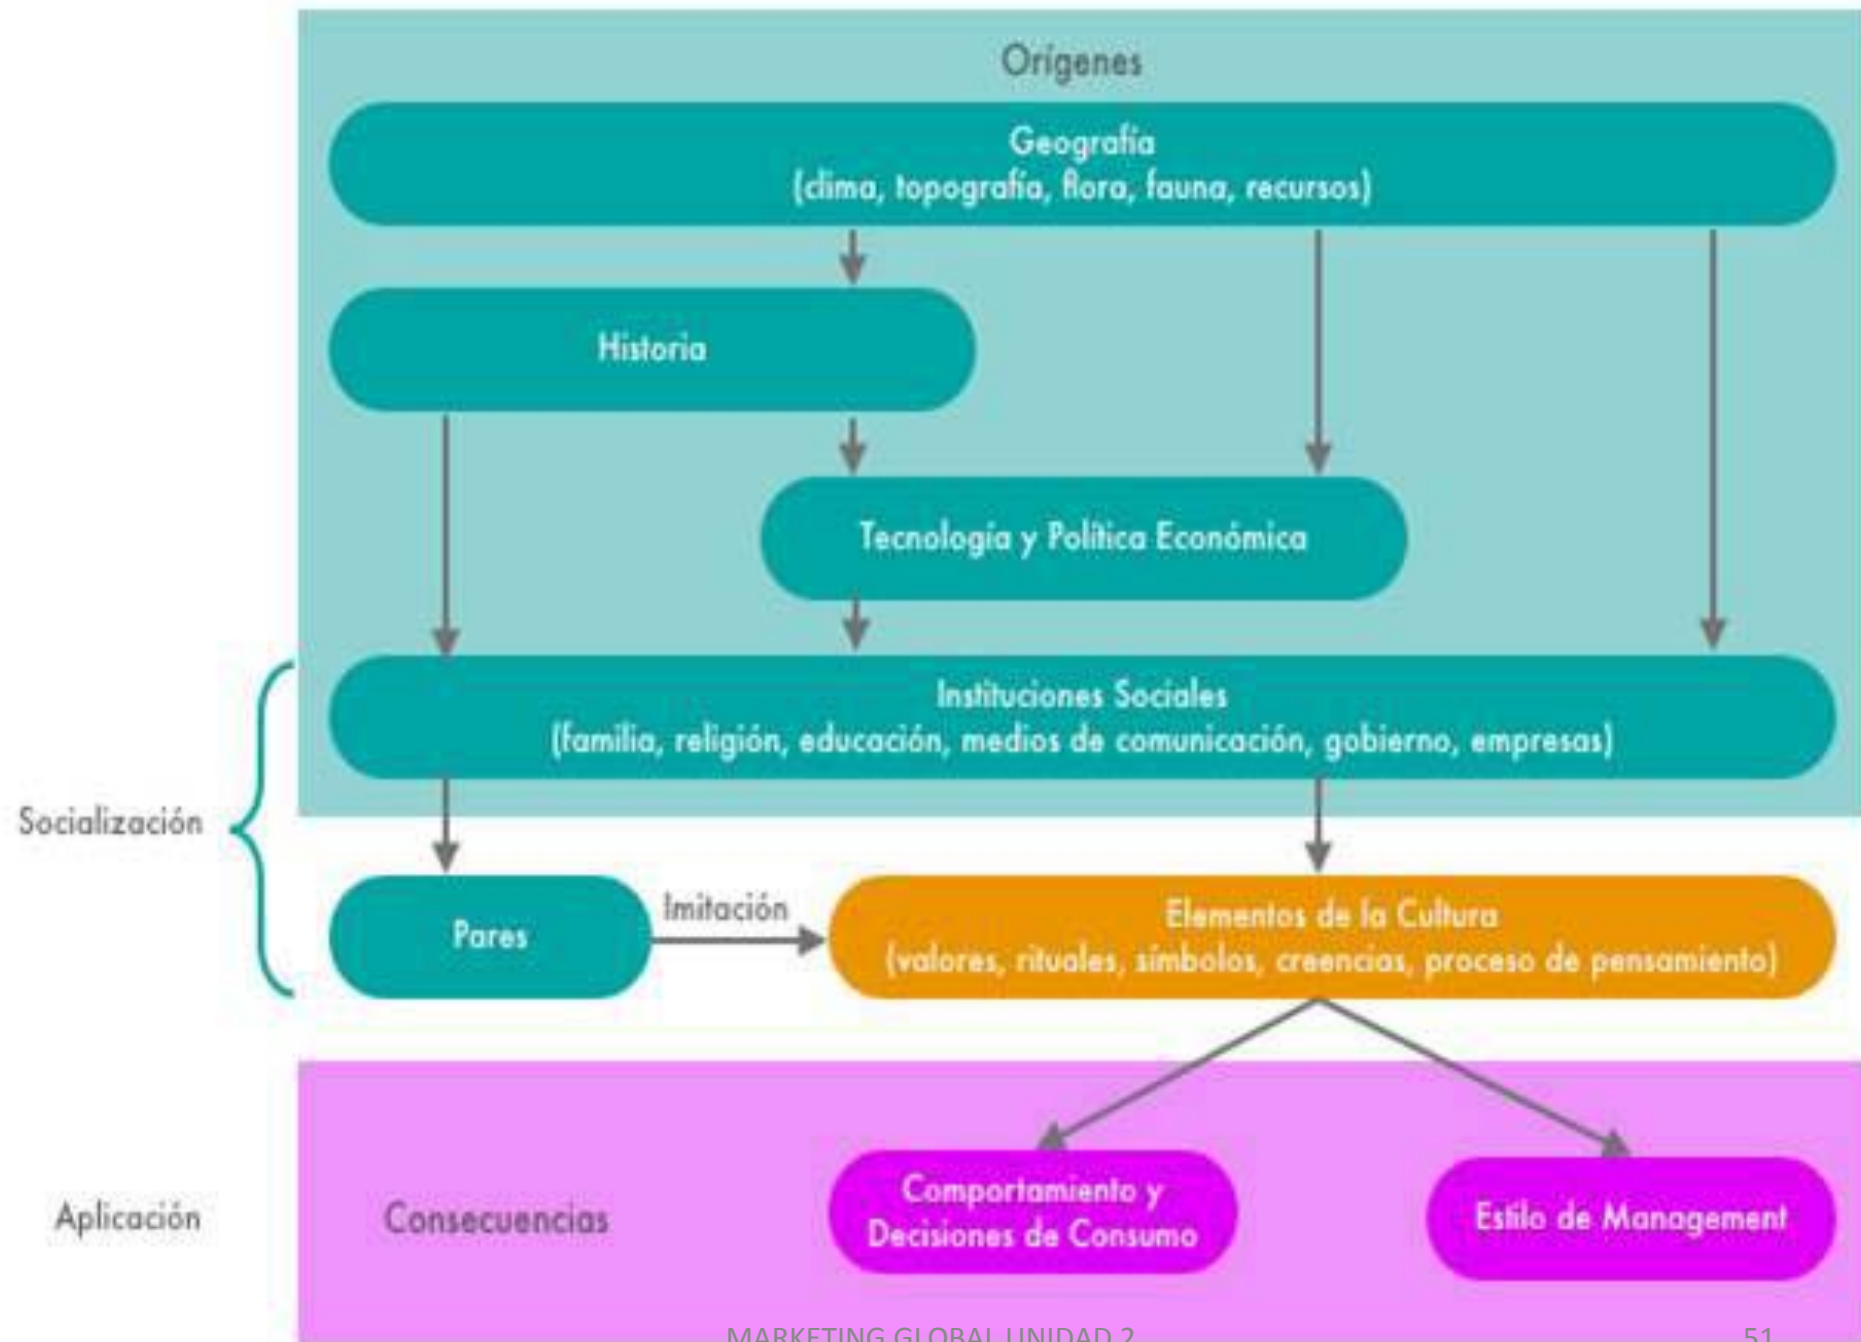 Orígenes
Geografía
(clima, topografía, flora, fauna, recursos)
Historia
Tecnología y Política Económica
Instituciones Sociales
(familia, religión, educación, medios de comunicación, gobierno, empresas)
Socialización
Pares
Imitación
Elementos de la Cultura
(valores, rituales, símbolos, creencias, proceso de pensamiento)
Aplicación
Consecuencias
Comportamiento y
Decisiones de Consumo
Estilo de Management
MARKETING GLOBAL UNIDAD 2
51